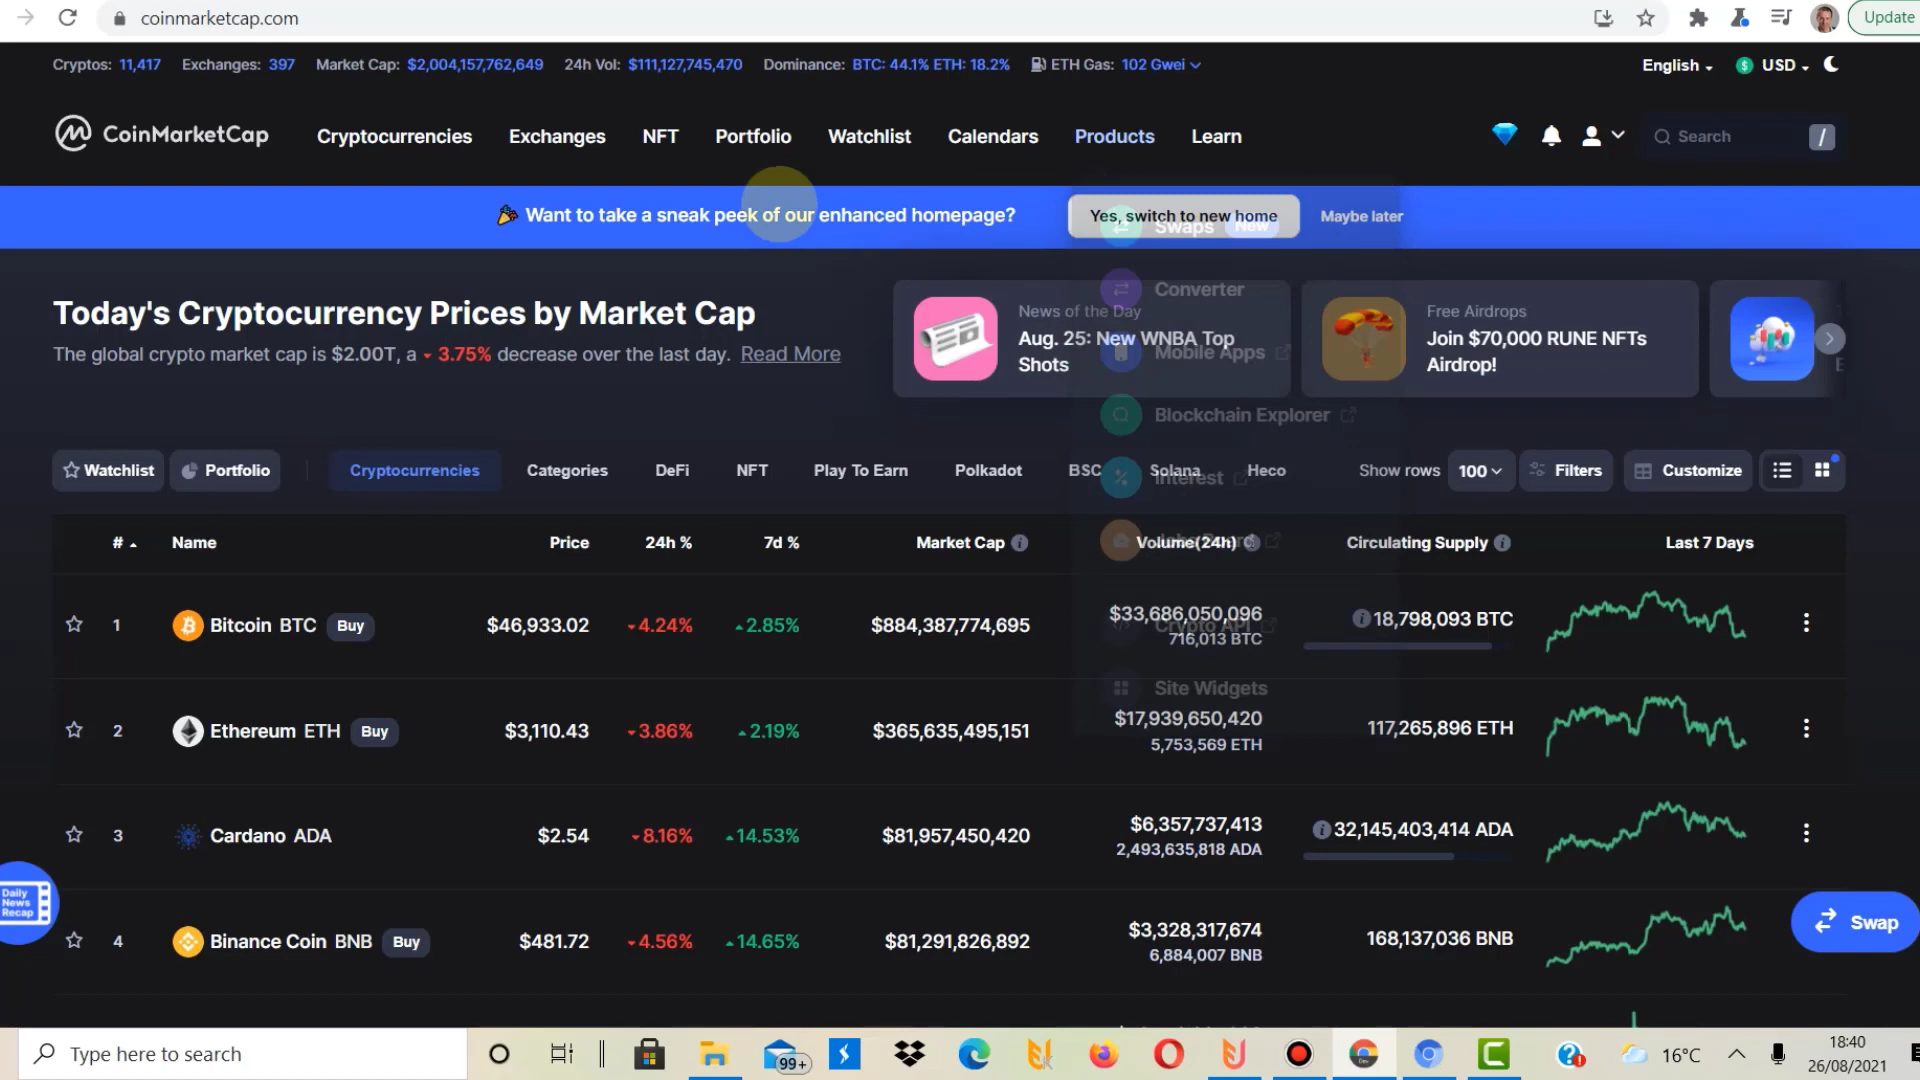 coinmarketcap.com
Update
Cryptos: 11,417 Exchanges: 397 Market Cap: $2,004,157,762,649 24h Vol: $111,127,745,470 Dominance: BTC: 44.1% ETH: 18.2% ETH Gas: 102 Gwei English USD
CoinMarketCap Cryptocurrencies Exchanges NFT Portfolio Watchlist Calendars Products Learn Search /
Want to take a sneak peek of our enhanced homepage? Yes, switch to new home Maybe later
Swaps New
Converter
Mobile Apps
Blockchain Explorer
Interest
Crypto API
Site Widgets
Today's Cryptocurrency Prices by Market Cap
The global crypto market cap is $2.00T, a 3.75% decrease over the last day. Read More
News of the Day
Aug. 25: New WNBA Top
Shots
Free Airdrops
Join $70,000 RUNE NFTs
Airdrop!
Watchlist Portfolio Cryptocurrencies Categories DeFi NFT Play To Earn Polkadot BSC Solana Heco Show rows 100 Filters Customize
# Name Price 24h % 7d % Market Cap Volume(24h) Circulating Supply Last 7 Days
1 Bitcoin BTC Buy $46,933.02 4.24% 2.85% $884,387,774,695 $33,686,050,096 18,798,093 BTC
716,013 BTC
2 Ethereum ETH Buy $3,110.43 3.86% 2.19% $365,635,495,151 $17,939,650,420 117,265,896 ETH
5,753,569 ETH
3 Cardano ADA $2.54 8.16% 14.53% $81,957,450,420 $6,357,737,413 32,145,403,414 ADA
2,493,635,818 ADA
4 Binance Coin BNB Buy $481.72 4.56% 14.65% $81,291,826,892 $3,328,317,674 168,137,036 BNB
6,884,007 BNB
Daily
News
Recap
Swap
Type here to search
99+
16°C
18:40
26/08/2021